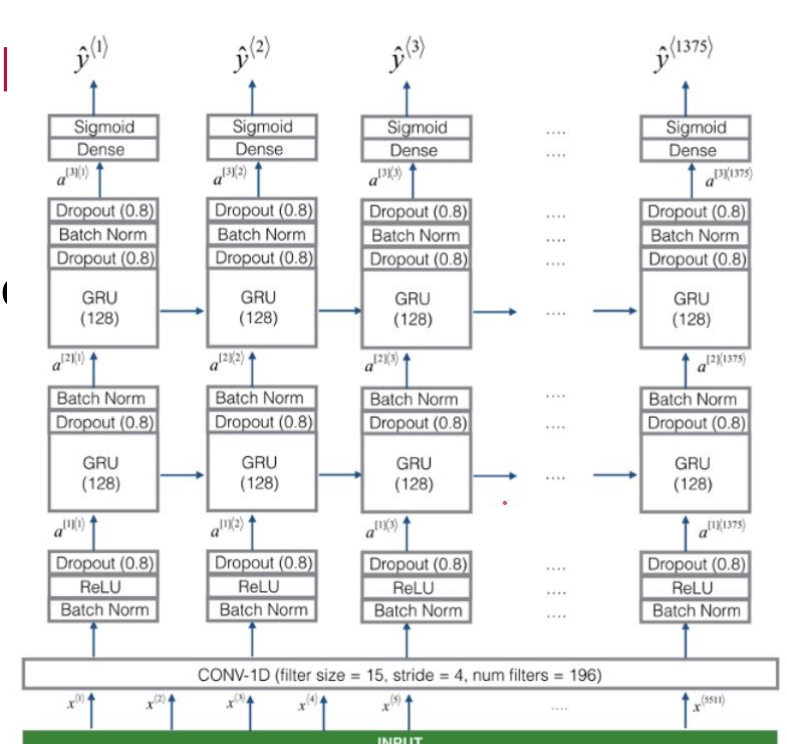 ŷ⟨1⟩ ŷ⟨2⟩ ŷ⟨3⟩ ŷ⟨1375⟩
Sigmoid Sigmoid Sigmoid .... Sigmoid
Dense Dense Dense .... Dense
a[3]⟨1⟩ a[3]⟨2⟩ a[3]⟨3⟩ a[3]⟨1375⟩
Dropout (0.8) Dropout (0.8) Dropout (0.8) .... Dropout (0.8)
Batch Norm Batch Norm Batch Norm .... Batch Norm
Dropout (0.8) Dropout (0.8) Dropout (0.8) .... Dropout (0.8)
GRU GRU GRU GRU
(128) (128) (128) .... (128)
a[2]⟨1⟩ a[2]⟨2⟩ a[2]⟨3⟩ a[2]⟨1375⟩
Batch Norm Batch Norm Batch Norm .... Batch Norm
Dropout (0.8) Dropout (0.8) Dropout (0.8) .... Dropout (0.8)
GRU GRU GRU GRU
(128) (128) (128) .... (128)
a[1]⟨1⟩ a[1]⟨2⟩ a[1]⟨3⟩ a[1]⟨1375⟩
Dropout (0.8) Dropout (0.8) Dropout (0.8) .... Dropout (0.8)
ReLU ReLU ReLU .... ReLU
Batch Norm Batch Norm Batch Norm .... Batch Norm
CONV-1D (filter size = 15, stride = 4, num filters = 196)
x⟨1⟩ x⟨2⟩ x⟨3⟩ x⟨4⟩ x⟨5⟩ .... x⟨5511⟩
INPUT